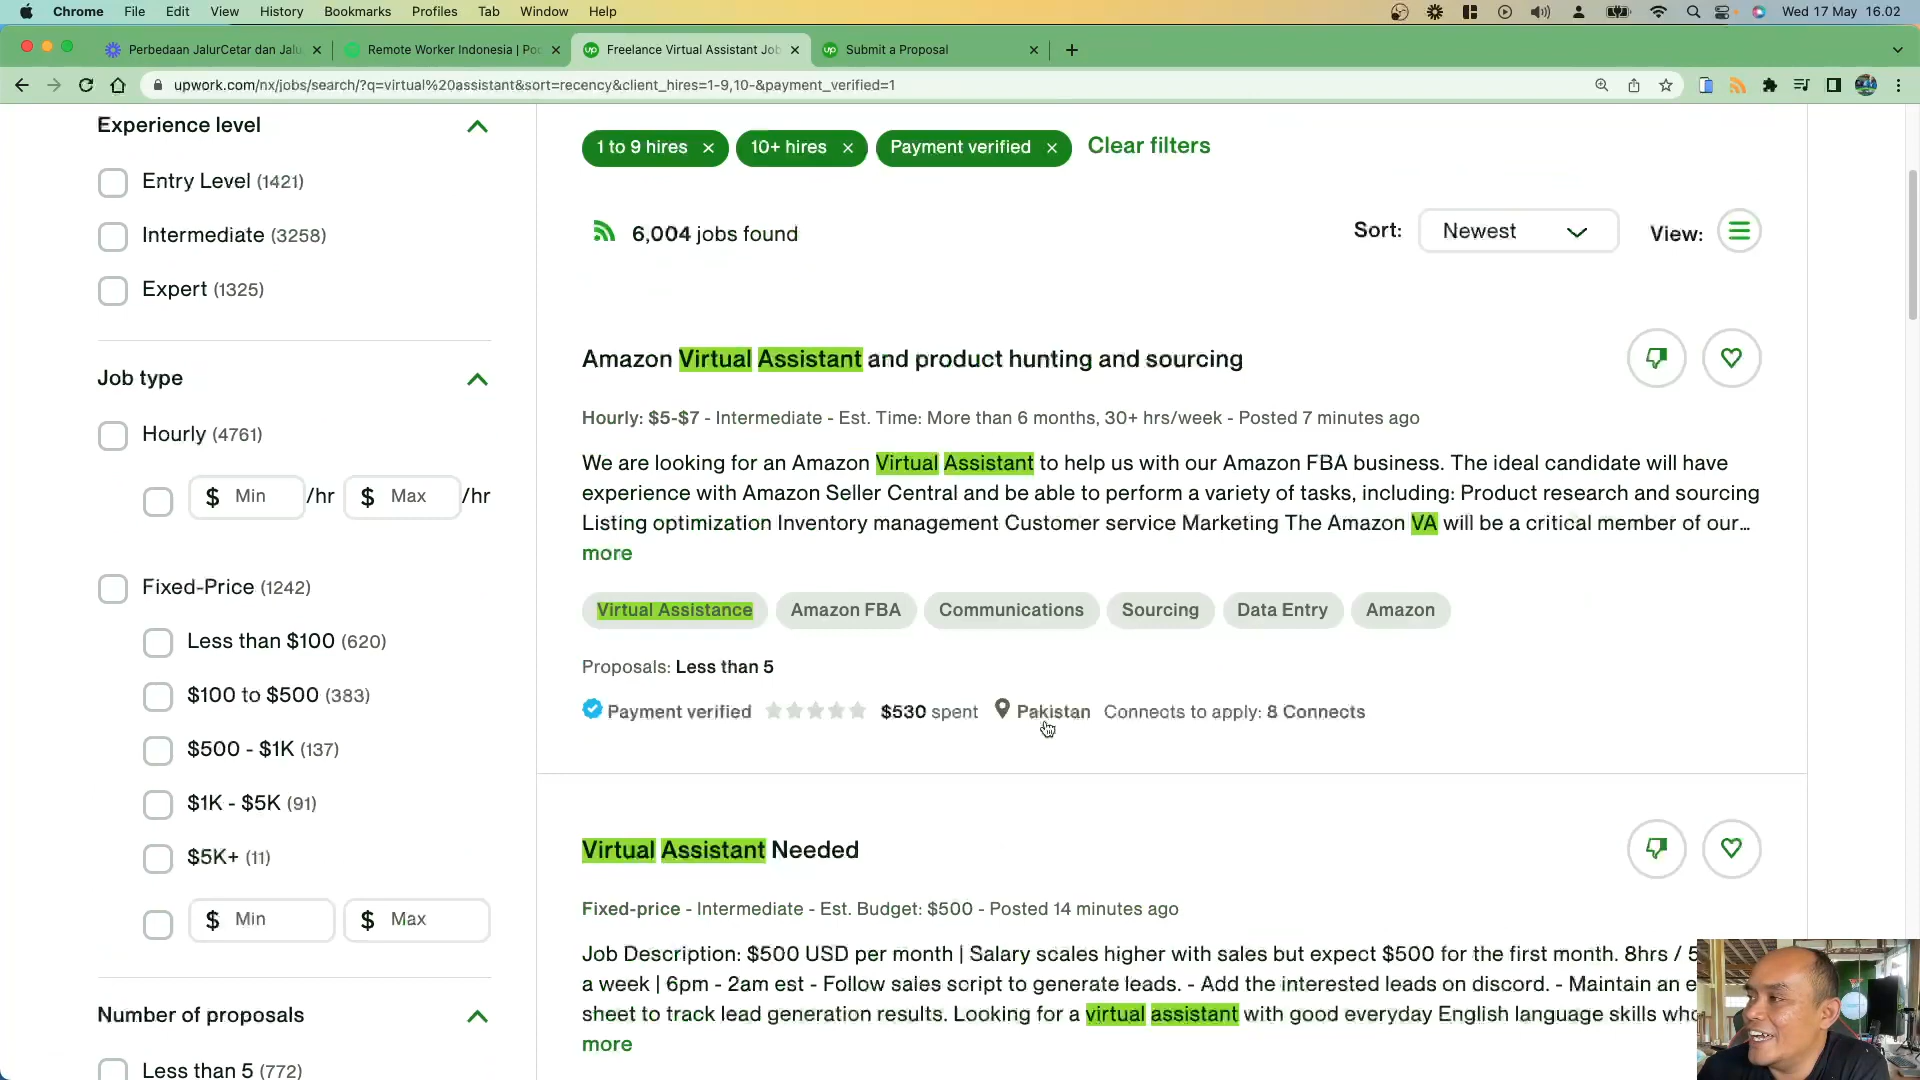 Chrome File Edit View History Bookmarks Profiles Tab Window Help
Wed 17 May 16.02
Perbedaan JalurCetar dan Jalu
Remote Worker Indonesia | Poc
Freelance Virtual Assistant Job
Submit a Proposal
upwork.com/nx/jobs/search/?q=virtual%20assistant&sort=recency&client_hires=1-9,10-&payment_verified=1
Experience level
Entry Level (1421)
Intermediate (3258)
Expert (1325)
Job type
Hourly (4761)
$ Min /hr $ Max /hr
Fixed-Price (1242)
Less than $100 (620)
$100 to $500 (383)
$500 - $1K (137)
$1K - $5K (91)
$5K+ (11)
$ Min $ Max
Number of proposals
Less than 5 (772)
1 to 9 hires 10+ hires Payment verified Clear filters
6,004 jobs found
Sort: Newest View:
Amazon Virtual Assistant and product hunting and sourcing
Hourly: $5-$7 - Intermediate - Est. Time: More than 6 months, 30+ hrs/week - Posted 7 minutes ago
We are looking for an Amazon Virtual Assistant to help us with our Amazon FBA business. The ideal candidate will have
experience with Amazon Seller Central and be able to perform a variety of tasks, including: Product research and sourcing
Listing optimization Inventory management Customer service Marketing The Amazon VA will be a critical member of our…
more
Virtual Assistance Amazon FBA Communications Sourcing Data Entry Amazon
Proposals: Less than 5
Payment verified $530 spent Pakistan Connects to apply: 8 Connects
Virtual Assistant Needed
Fixed-price - Intermediate - Est. Budget: $500 - Posted 14 minutes ago
Job Description: $500 USD per month | Salary scales higher with sales but expect $500 for the first month. 8hrs / 5
a week | 6pm - 2am est - Follow sales script to generate leads. - Add the interested leads on discord. - Maintain an e
sheet to track lead generation results. Looking for a virtual assistant with good everyday English language skills who
more